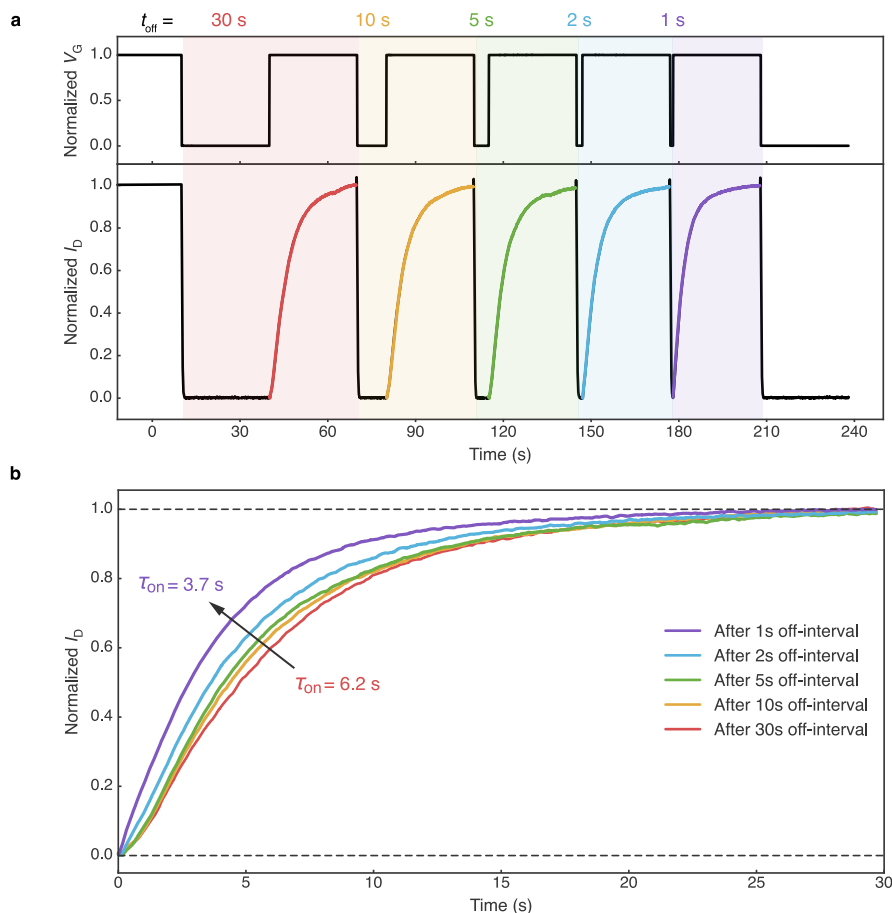 a
t_off = 30 s 10 s 5 s 2 s 1 s
Normalized V_G
1.0
0.5
0.0
Normalized I_D
1.0
0.8
0.6
0.4
0.2
0.0
0 30 60 90 120 150 180 210 240
Time (s)
b
Normalized I_D
1.0
0.8
0.6
0.4
0.2
0.0
τ_on = 3.7 s
τ_on = 6.2 s
After 1s off-interval
After 2s off-interval
After 5s off-interval
After 10s off-interval
After 30s off-interval
0 5 10 15 20 25 30
Time (s)